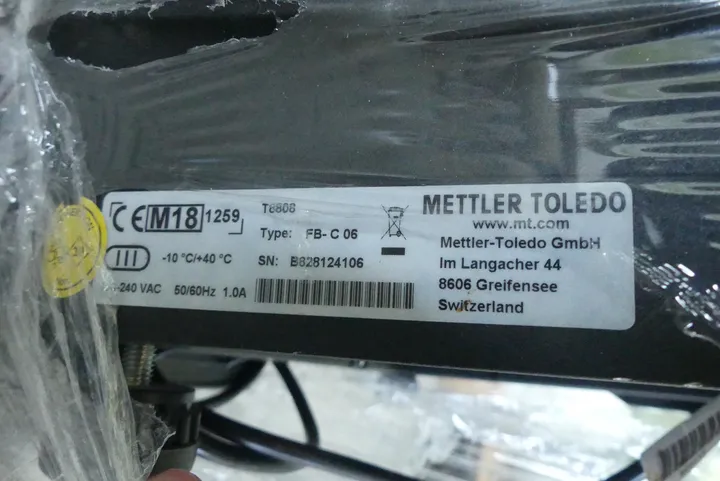 CE M18 1259
T8806
METTLER TOLEDO
www.mt.com
Type: FB- C 06
Mettler-Toledo GmbH
III
-10 °C/+40 °C
SN: B828124106
Im Langacher 44
-240 VAC 50/60Hz 1.0A
8606 Greifensee
Switzerland